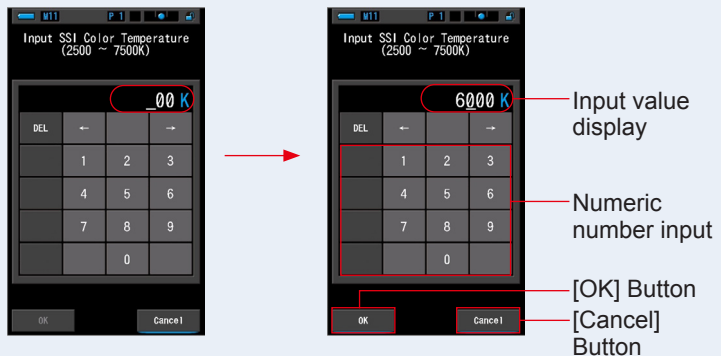 M11 P 1
Input SSI Color Temperature
(2500 ~ 7500K)
_00 K
DEL ← →
1 2 3
4 5 6
7 8 9
0
OK Cancel
M11 P 1
Input SSI Color Temperature
(2500 ~ 7500K)
6000 K
DEL ← →
1 2 3
4 5 6
7 8 9
0
OK Cancel
Input value
display
Numeric
number input
[OK] Button
[Cancel]
Button